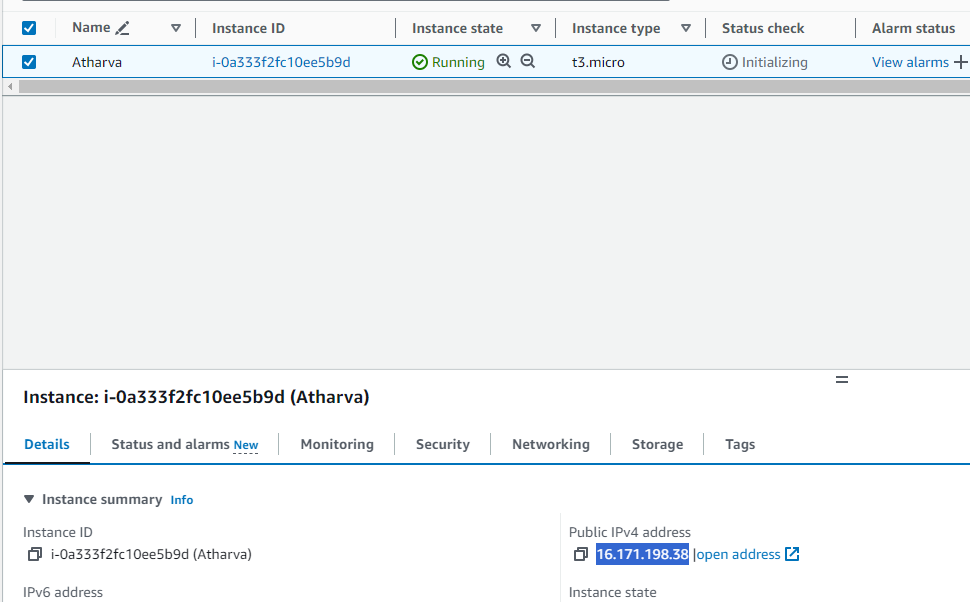 Name Instance ID Instance state Instance type Status check Alarm status
Atharva i-0a333f2fc10ee5b9d Running t3.micro Initializing View alarms +
Instance: i-0a333f2fc10ee5b9d (Atharva)
Details Status and alarms New Monitoring Security Networking Storage Tags
Instance summary Info
Instance ID Public IPv4 address
i-0a333f2fc10ee5b9d (Atharva) 16.171.198.38 |open address
IPv6 address Instance state